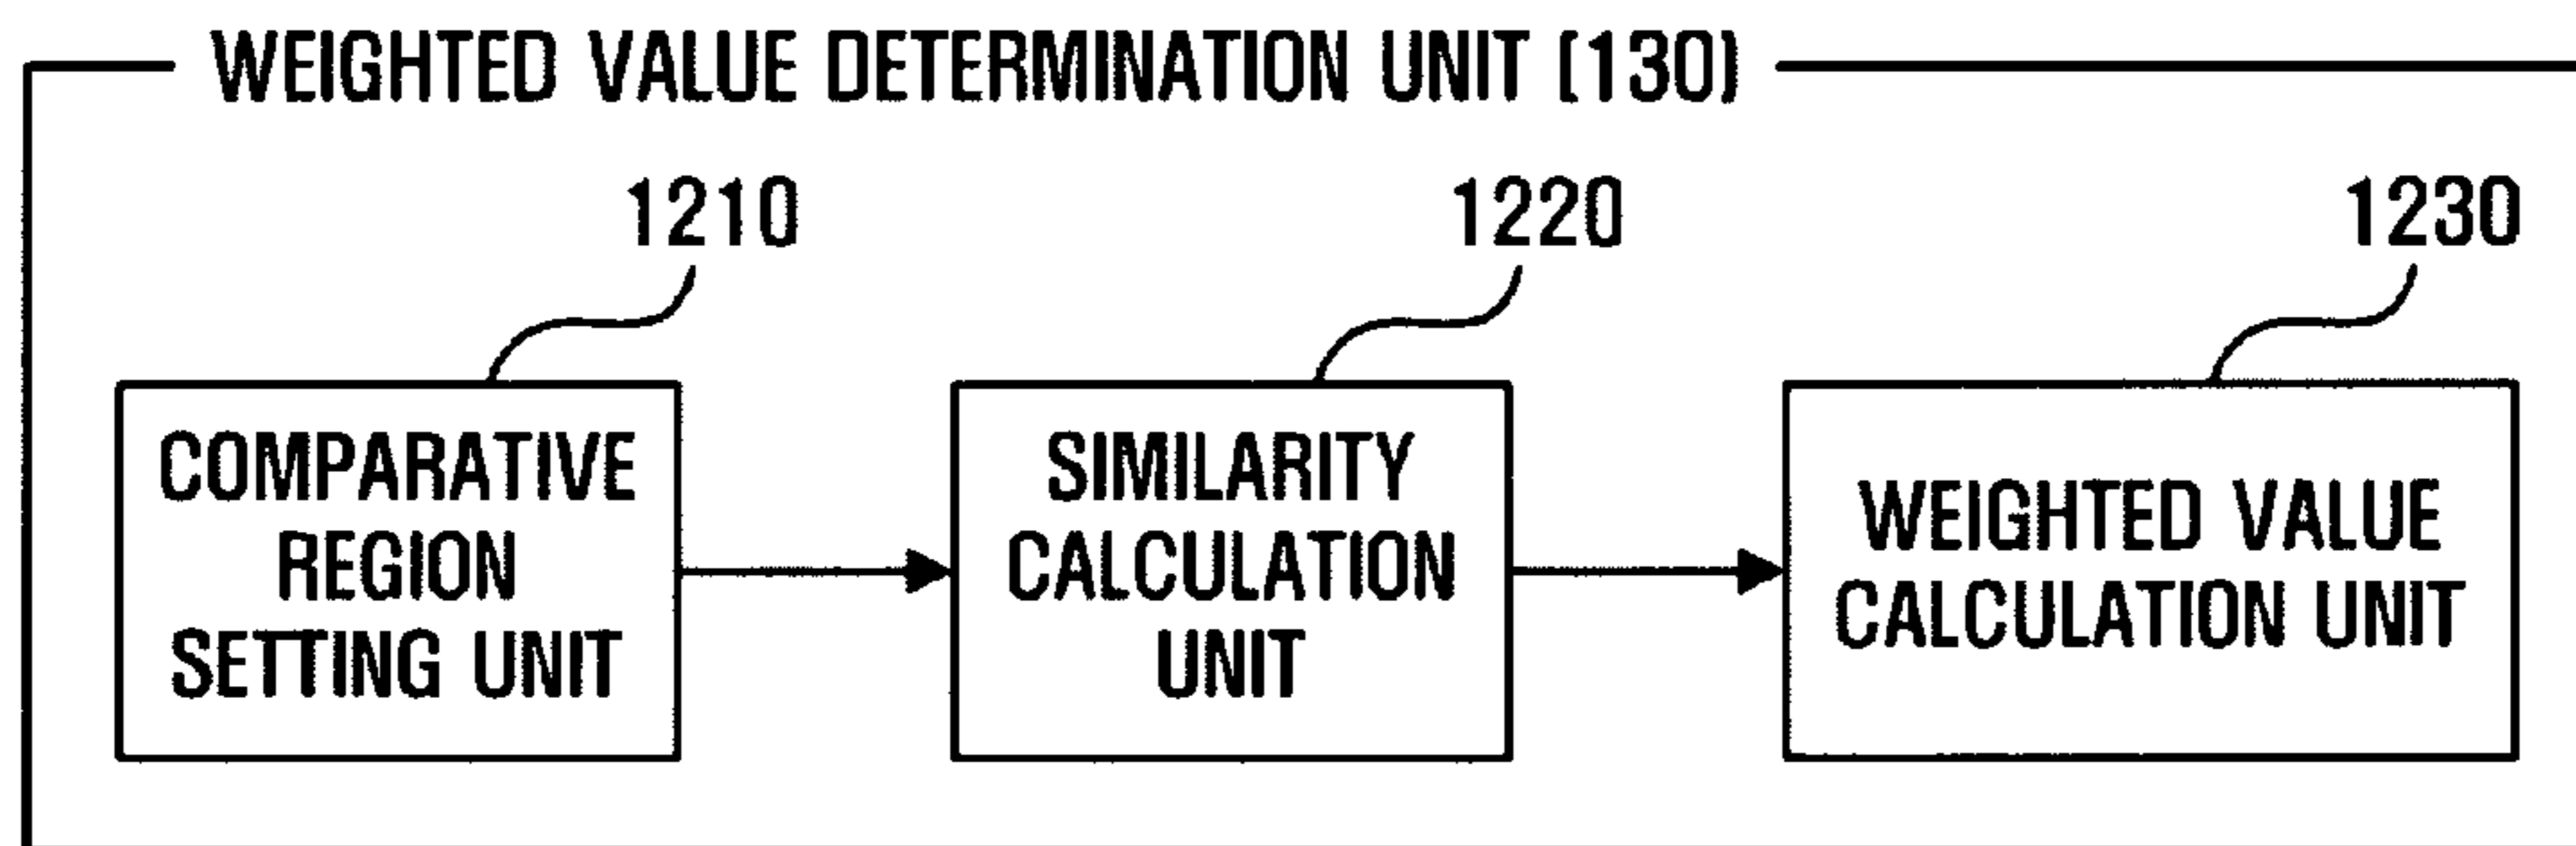 WEIGHTED VALUE DETERMINATION UNIT (130)
1210
1220
1230
COMPARATIVE
REGION
SETTING UNIT
SIMILARITY
CALCULATION
UNIT
WEIGHTED VALUE
CALCULATION UNIT